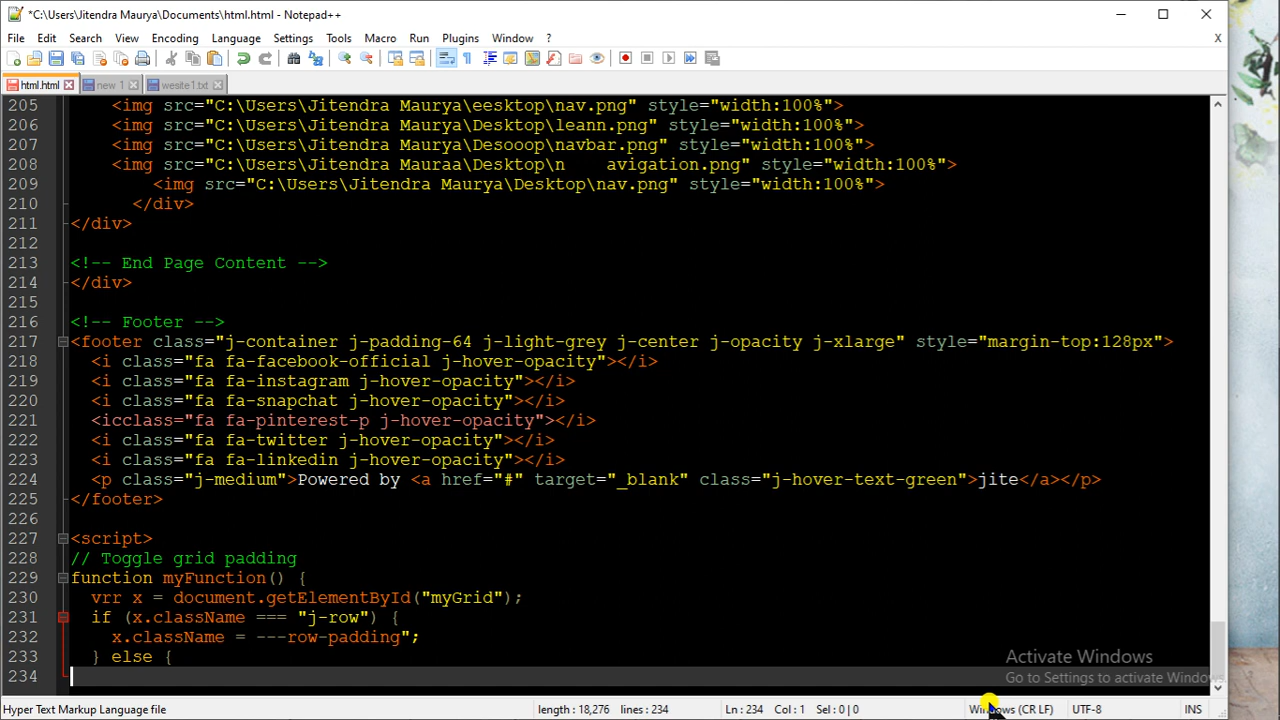 *C:\Users\Jitendra Maurya\Documents\html.html - Notepad++
File Edit Search View Encoding Language Settings Tools Macro Run Plugins Window ? X
html.html new 1 wesite1.txt
205 <img src="C:\Users\Jitendra Maurya\eesktop\nav.png" style="width:100%">
206 <img src="C:\Users\Jitendra Maurya\Desktop\leann.png" style="width:100%">
207 <img src="C:\Users\Jitendra Maurya\Desooop\navbar.png" style="width:100%">
208 <img src="C:\Users\Jitendra Mauraa\Desktop\n    avigation.png" style="width:100%">
209 <img src="C:\Users\Jitendra Maurya\Desktop\nav.png" style="width:100%">
210 </div>
211 </div>
212
213 <!-- End Page Content -->
214 </div>
215
216 <!-- Footer -->
217 <footer class="j-container j-padding-64 j-light-grey j-center j-opacity j-xlarge" style="margin-top:128px">
218 <i class="fa fa-facebook-official j-hover-opacity"></i>
219 <i class="fa fa-instagram j-hover-opacity"></i>
220 <i class="fa fa-snapchat j-hover-opacity"></i>
221 <icclass="fa fa-pinterest-p j-hover-opacity"></i>
222 <i class="fa fa-twitter j-hover-opacity"></i>
223 <i class="fa fa-linkedin j-hover-opacity"></i>
224 <p class="j-medium">Powered by <a href="#" target="_blank" class="j-hover-text-green">jite</a></p>
225 </footer>
226
227 <script>
228 // Toggle grid padding
229 function myFunction() {
230 vrr x = document.getElementById("myGrid");
231 if (x.className === "j-row") {
232 x.className = ---row-padding";
233 } else {
234
Activate Windows
Go to Settings to activate Windows
Hyper Text Markup Language file length : 18,276 lines : 234 Ln : 234 Col : 1 Sel : 0 | 0 Windows (CR LF) UTF-8 INS